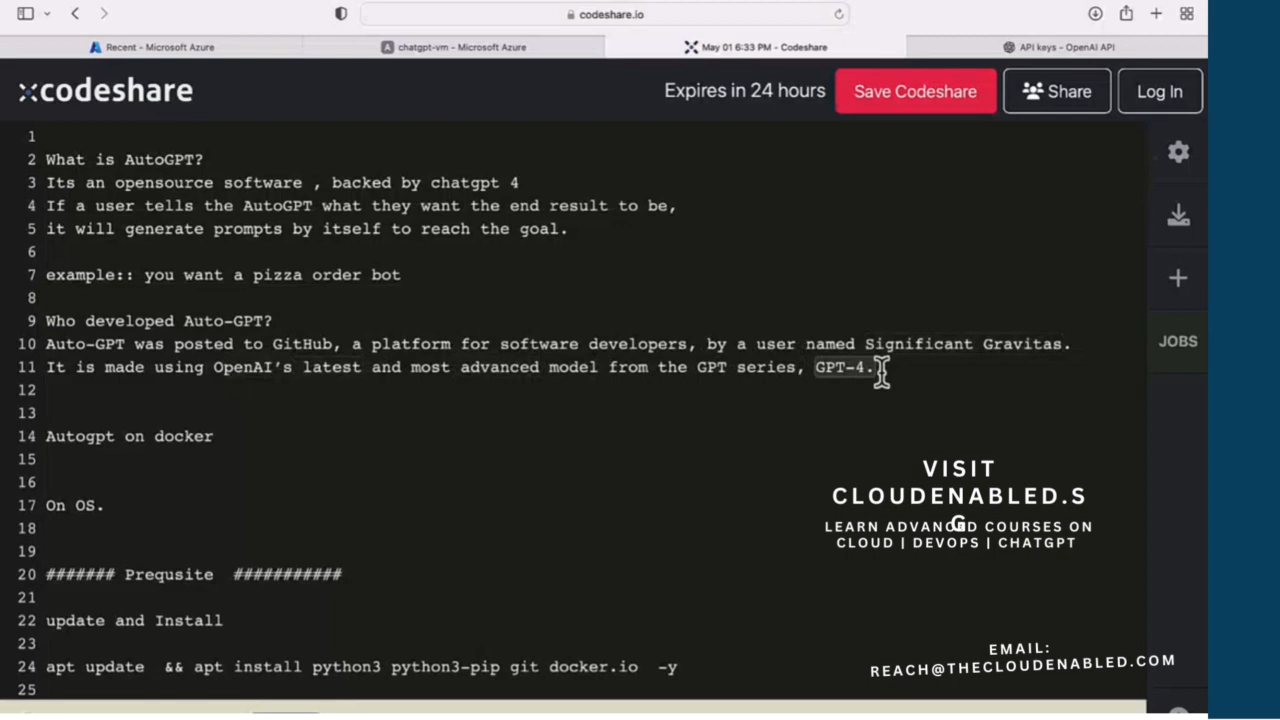 codeshare.io
Recent - Microsoft Azure
A chatgpt-vm - Microsoft Azure
May 01 6:33 PM - Codeshare
API keys - OpenAI API
codeshare
Expires in 24 hours
Save Codeshare
Share
Log In
1
2 What is AutoGPT?
3 Its an opensource software , backed by chatgpt 4
4 If a user tells the AutoGPT what they want the end result to be,
5 it will generate prompts by itself to reach the goal.
6
7 example:: you want a pizza order bot
8
9 Who developed Auto-GPT?
10 Auto-GPT was posted to GitHub, a platform for software developers, by a user named Significant Gravitas.
11 It is made using OpenAI’s latest and most advanced model from the GPT series, GPT-4.
12
13
14 Autogpt on docker
15
16
17 On OS.
18
19
20 ####### Prequsite ###########
21
22 update and Install
23
24 apt update && apt install python3 python3-pip git docker.io -y
25
JOBS
VISIT
CLOUDENABLED.S
G
LEARN ADVANCED COURSES ON
CLOUD | DEVOPS | CHATGPT
EMAIL:
REACH@THECLOUDENABLED.COM